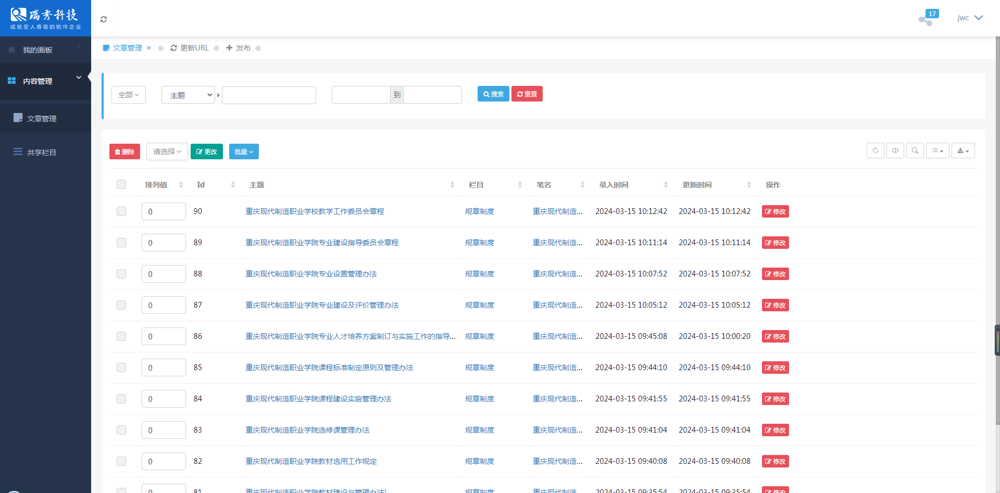 瑞秀科技
成就受人尊敬的软件企业
17
jwc
我的面板
内容管理
文章管理
共享栏目
文章管理
更新URL
发布
全部
主题
到
搜索
重置
删除
请选择
更改
批量
排列值 Id 主题 栏目 笔名 录入时间 更新时间 操作
0 90 重庆现代制造职业学校教学工作委员会章程 规章制度 重庆现代制造... 2024-03-15 10:12:42 2024-03-15 10:12:42 修改
0 89 重庆现代制造职业学院专业建设指导委员会章程 规章制度 重庆现代制造... 2024-03-15 10:11:14 2024-03-15 10:11:14 修改
0 88 重庆现代制造职业学院专业设置管理办法 规章制度 重庆现代制造... 2024-03-15 10:07:52 2024-03-15 10:07:52 修改
0 87 重庆现代制造职业学院专业建设及评价管理办法 规章制度 重庆现代制造... 2024-03-15 10:05:12 2024-03-15 10:05:12 修改
0 86 重庆现代制造职业学院专业人才培养方案制订与实施工作的指导... 规章制度 重庆现代制造... 2024-03-15 09:45:08 2024-03-15 10:00:20 修改
0 85 重庆现代制造职业学院课程标准制定原则及管理办法 规章制度 重庆现代制造... 2024-03-15 09:44:10 2024-03-15 09:44:10 修改
0 84 重庆现代制造职业学院课程建设实施管理办法 规章制度 重庆现代制造... 2024-03-15 09:41:55 2024-03-15 09:41:55 修改
0 83 重庆现代制造职业学院选修课管理办法 规章制度 重庆现代制造... 2024-03-15 09:41:04 2024-03-15 09:41:04 修改
0 82 重庆现代制造职业学院教材选用工作规定 规章制度 重庆现代制造... 2024-03-15 09:40:08 2024-03-15 09:40:08 修改
0 81 重庆现代制造职业学院教材建设与管理办法) 规章制度 重庆现代制造... 2024-03-15 09:35:54 2024-03-15 09:35:54 修改